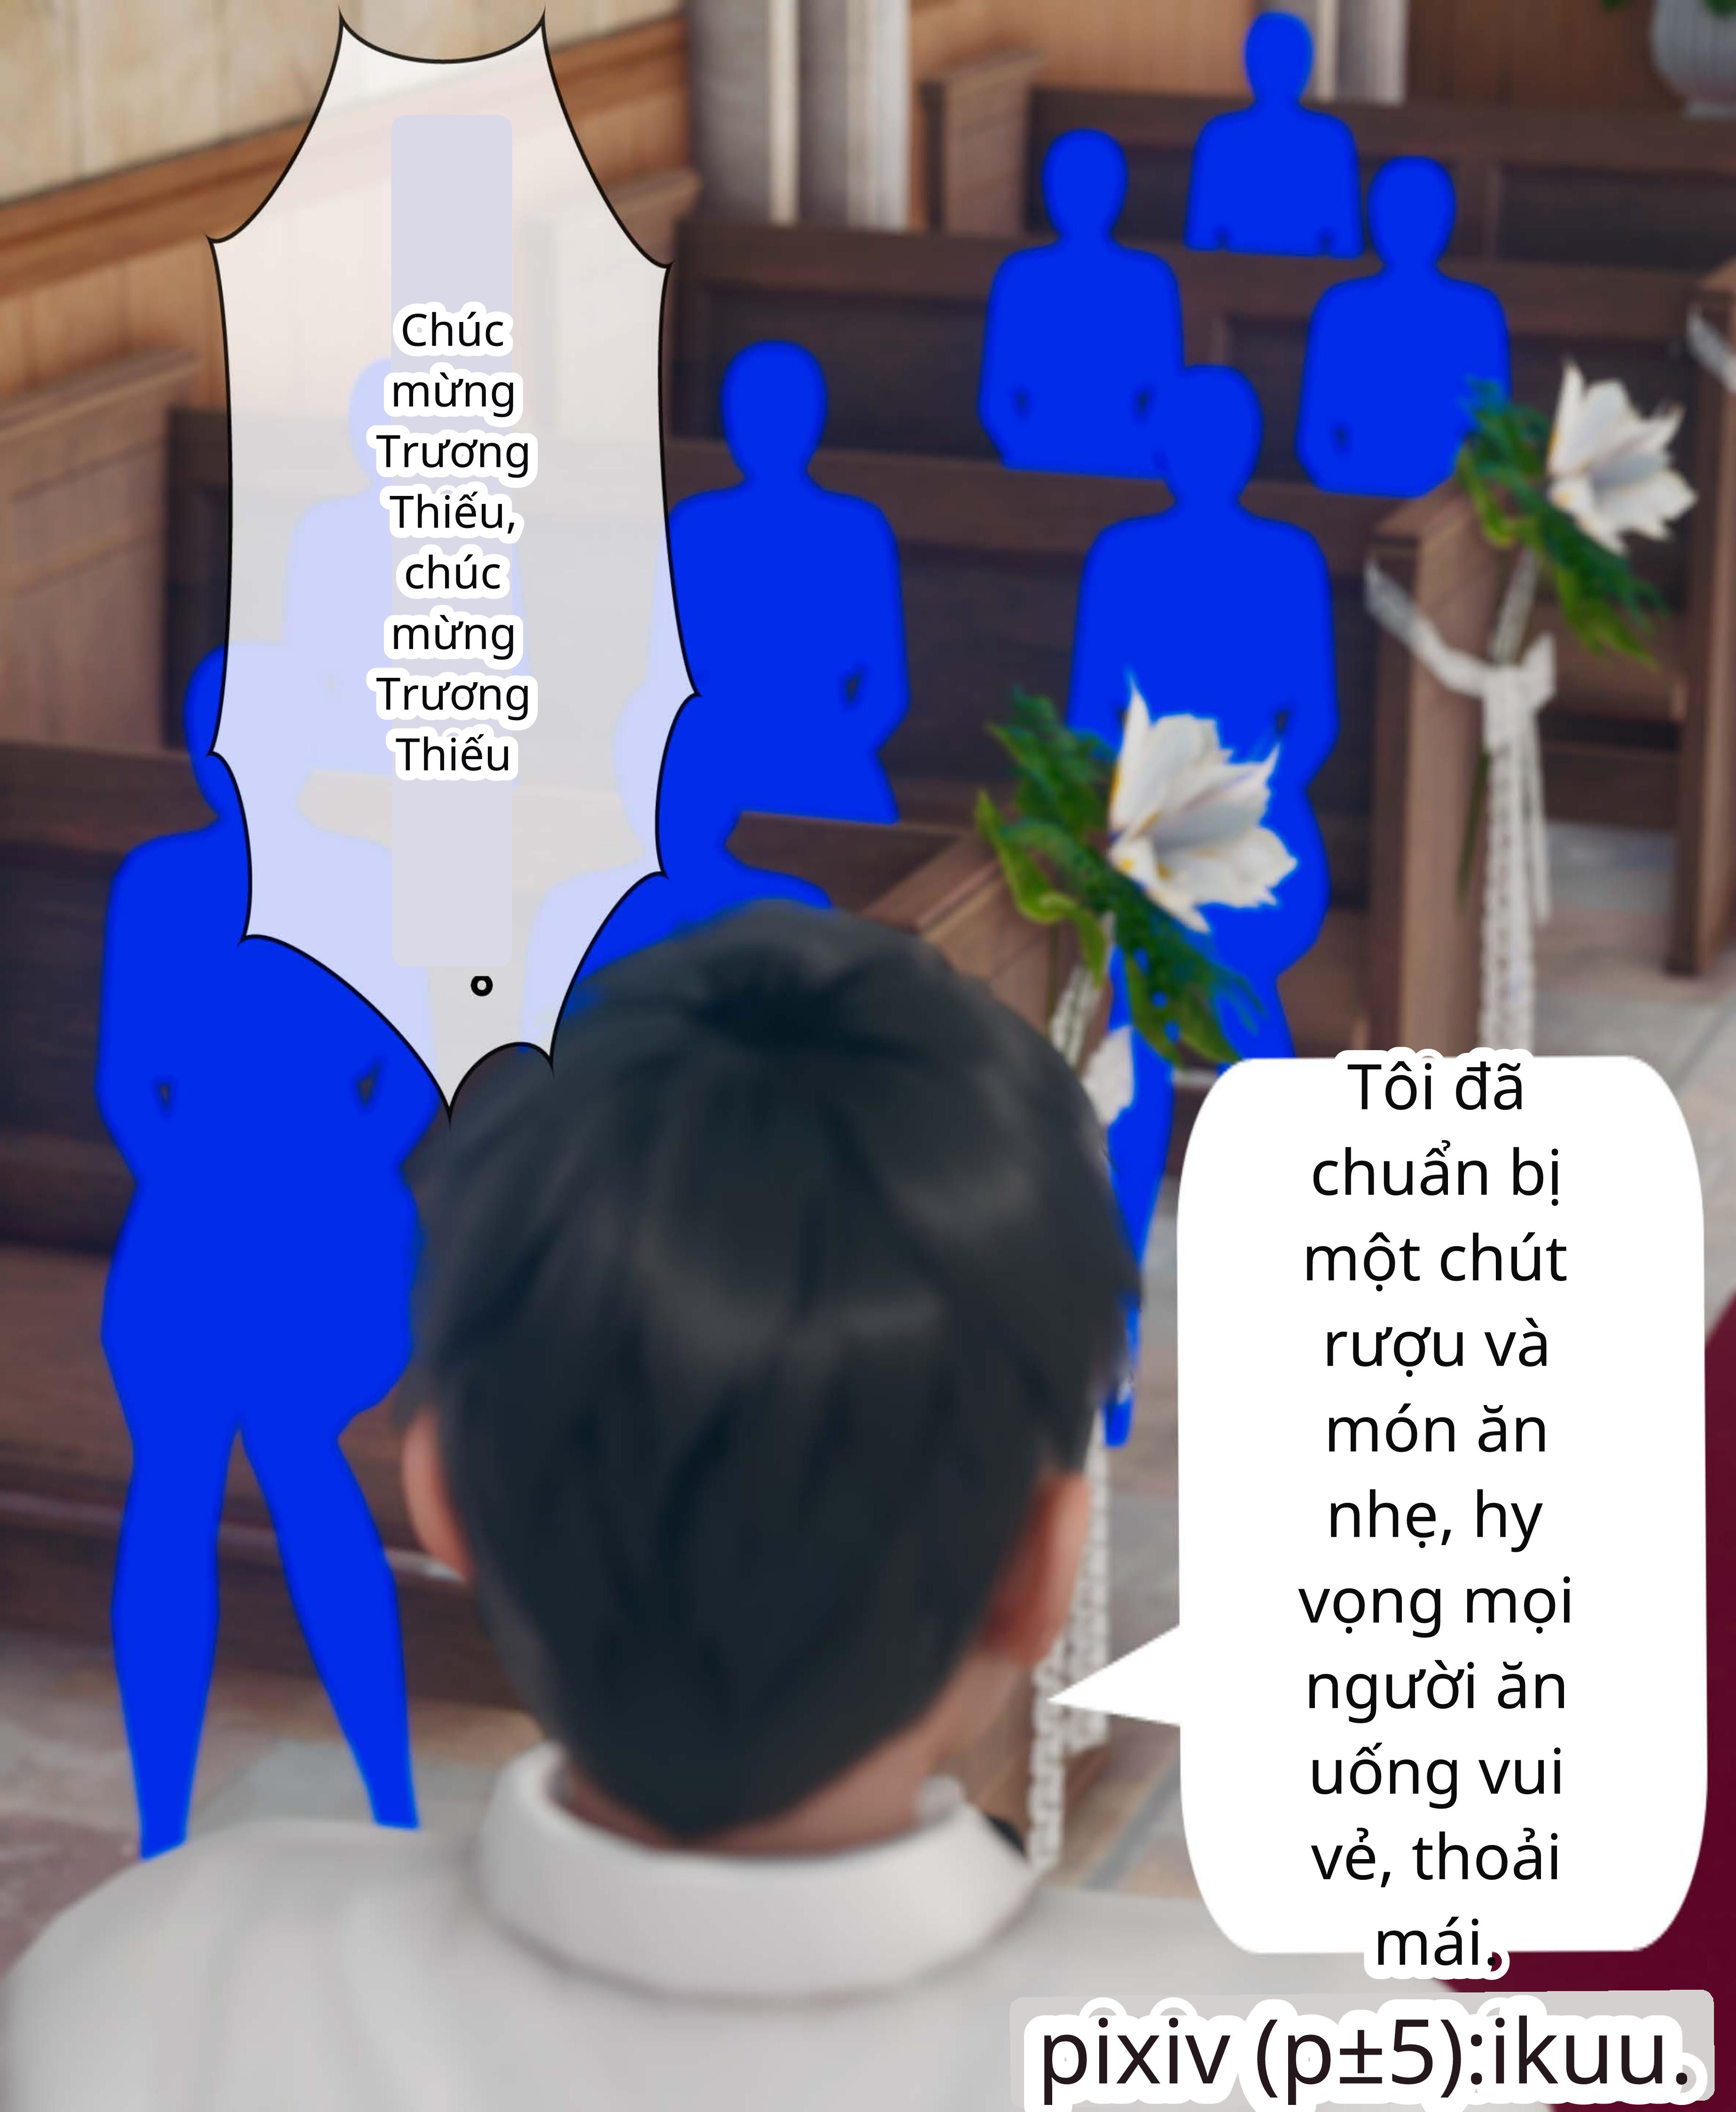 Chúc
mừng
Trương
Thiếu,
chúc
mừng
Trương
Thiếu
。
Tôi đã
chuẩn bị
một chút
rượu và
món ăn
nhẹ, hy
vọng mọi
người ăn
uống vui
vẻ, thoải
mái.
pixiv (p±5):ikuu.